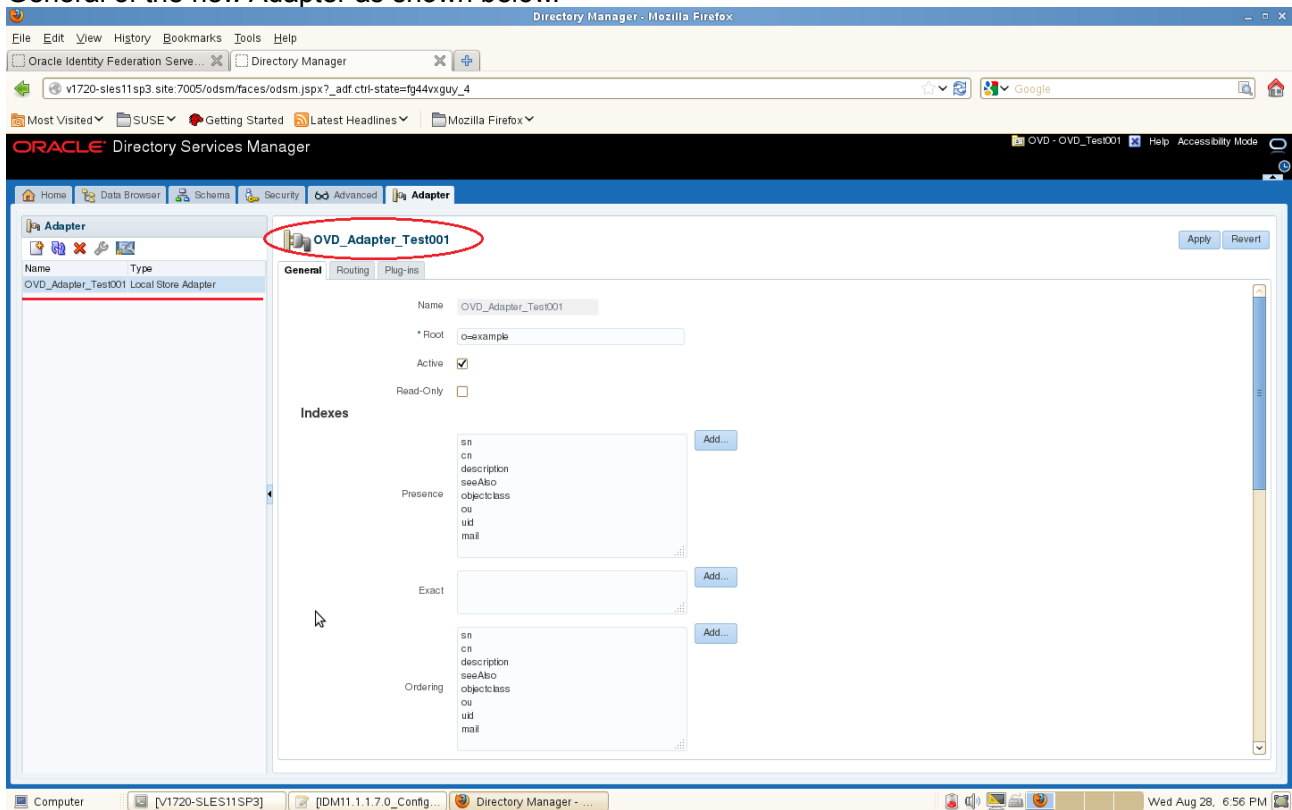 General of the new Adapter as shown below.
Directory Manager - Mozilla Firefox
File Edit View History Bookmarks Tools Help
Oracle Identity Federation Serve... Directory Manager
v1720-sles11sp3.site:7005/odsm/faces/odsm.jspx?_adf.ctrl-state=fg44vxguy_4
Google
Most Visited SUSE Getting Started Latest Headlines Mozilla Firefox
ORACLE Directory Services Manager
OVD - OVD_Test001 Help Accessibility Mode
Home Data Browser Schema Security Advanced Adapter
Adapter
Name Type
OVD_Adapter_Test001 Local Store Adapter
OVD_Adapter_Test001
Apply Revert
General Routing Plug-ins
Name OVD_Adapter_Test001
* Root o=example
Active
Read-Only
Indexes
Presence
sn
cn
description
seeAlso
objectclass
ou
uid
mail
Add...
Exact
Add...
Ordering
sn
cn
description
seeAlso
objectclass
ou
uid
mail
Add...
Computer [V1720-SLES11SP3] [IDM11.1.1.7.0_Config... Directory Manager - ... Wed Aug 28, 6:56 PM